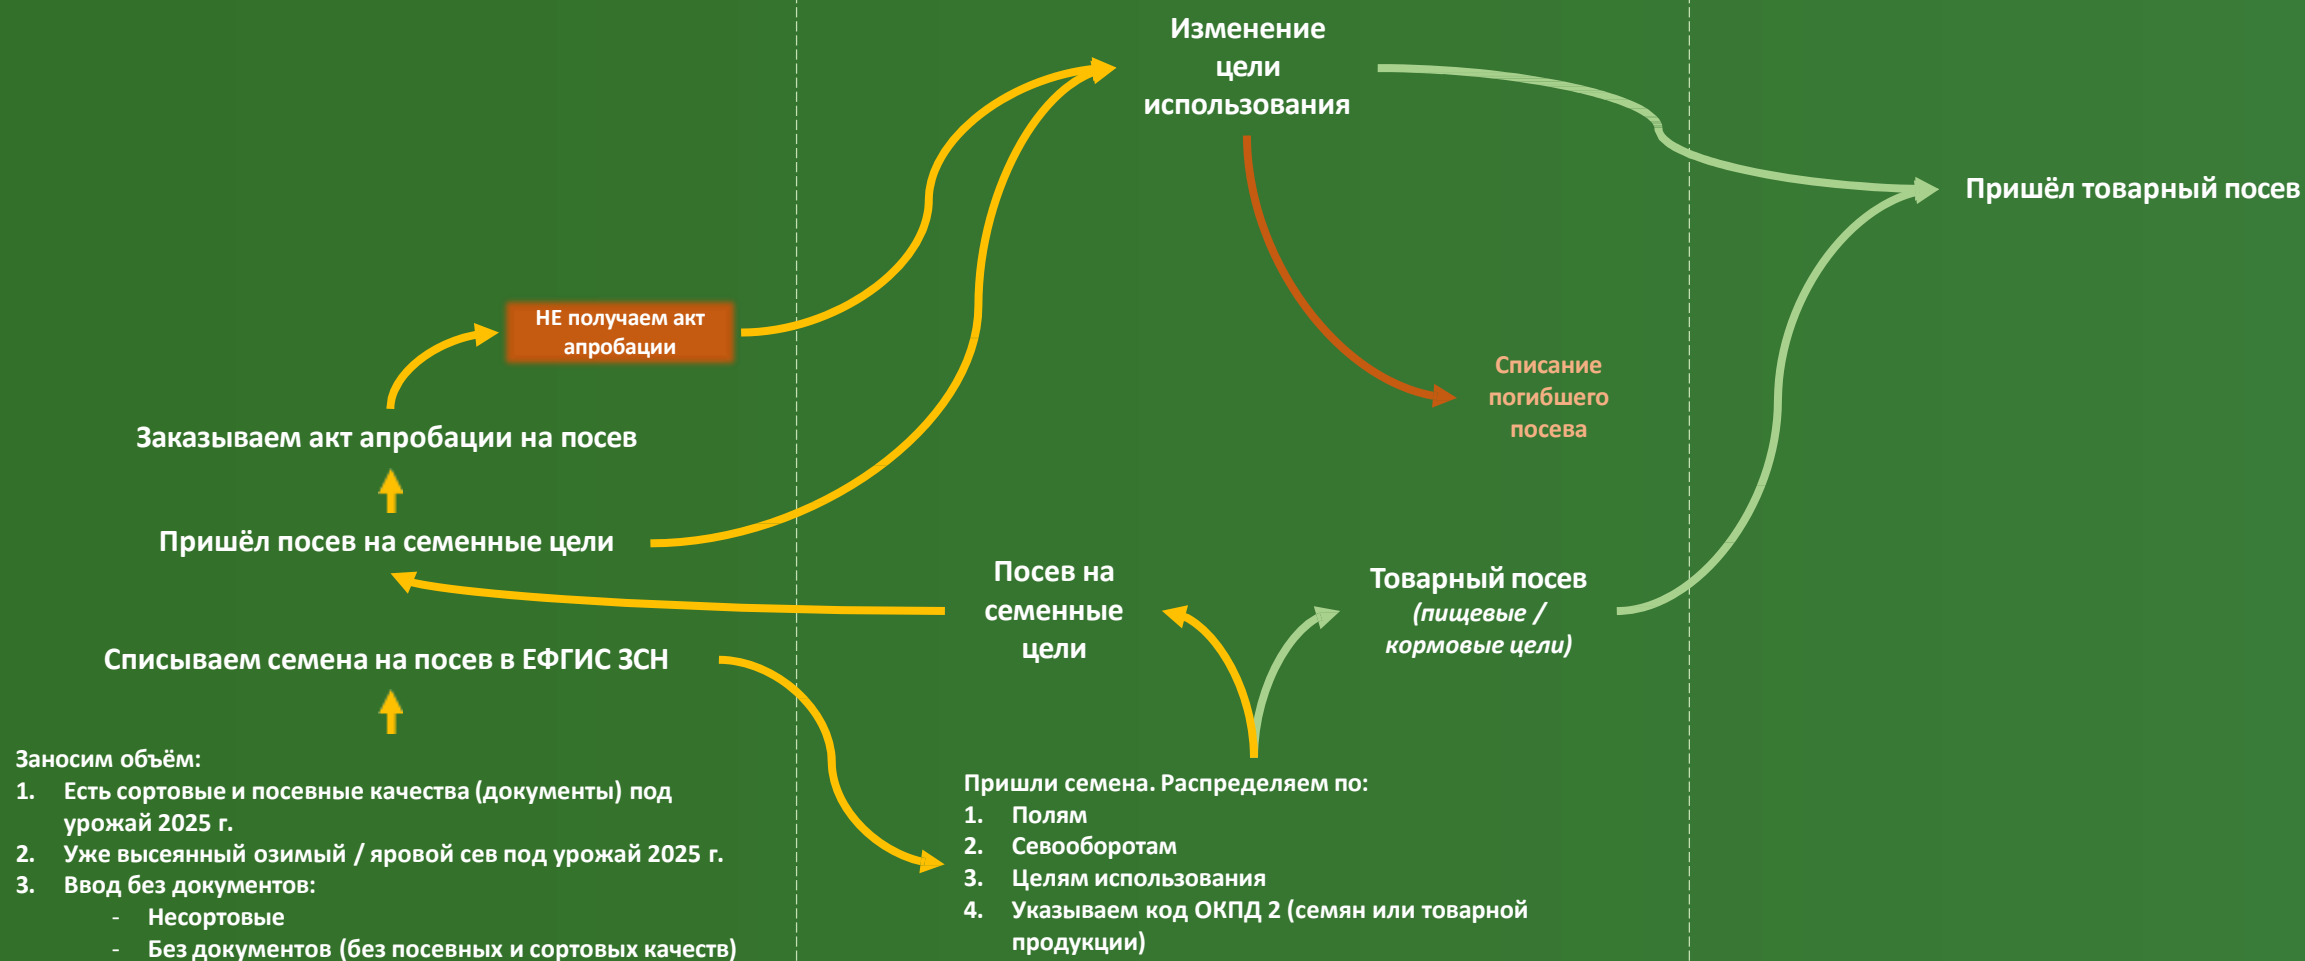 Изменение
цели
использования
Пришёл товарный посев
НЕ получаем акт
апробации
Списание
погибшего
посева
Заказываем акт апробации на посев
Пришёл посев на семенные цели
Посев на
семенные
цели
Товарный посев
(пищевые /
кормовые цели)
Списываем семена на посев в ЕФГИС ЗСН
Заносим объём:
1. Есть сортовые и посевные качества (документы) под
урожай 2025 г.
2. Уже высеянный озимый / яровой сев под урожай 2025 г.
3. Ввод без документов:
- Несортовые
- Без документов (без посевных и сортовых качеств)
Пришли семена. Распределяем по:
1. Полям
2. Севооборотам
3. Целям использования
4. Указываем код ОКПД 2 (семян или товарной
продукции)